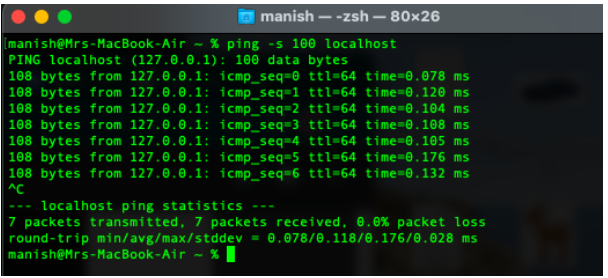 manish — -zsh — 80×26
manish@Mrs-MacBook-Air ~ % ping -s 100 localhost
PING localhost (127.0.0.1): 100 data bytes
108 bytes from 127.0.0.1: icmp_seq=0 ttl=64 time=0.078 ms
108 bytes from 127.0.0.1: icmp_seq=1 ttl=64 time=0.120 ms
108 bytes from 127.0.0.1: icmp_seq=2 ttl=64 time=0.104 ms
108 bytes from 127.0.0.1: icmp_seq=3 ttl=64 time=0.108 ms
108 bytes from 127.0.0.1: icmp_seq=4 ttl=64 time=0.105 ms
108 bytes from 127.0.0.1: icmp_seq=5 ttl=64 time=0.176 ms
108 bytes from 127.0.0.1: icmp_seq=6 ttl=64 time=0.132 ms
^C
--- localhost ping statistics ---
7 packets transmitted, 7 packets received, 0.0% packet loss
round-trip min/avg/max/stddev = 0.078/0.118/0.176/0.028 ms
manish@Mrs-MacBook-Air ~ %